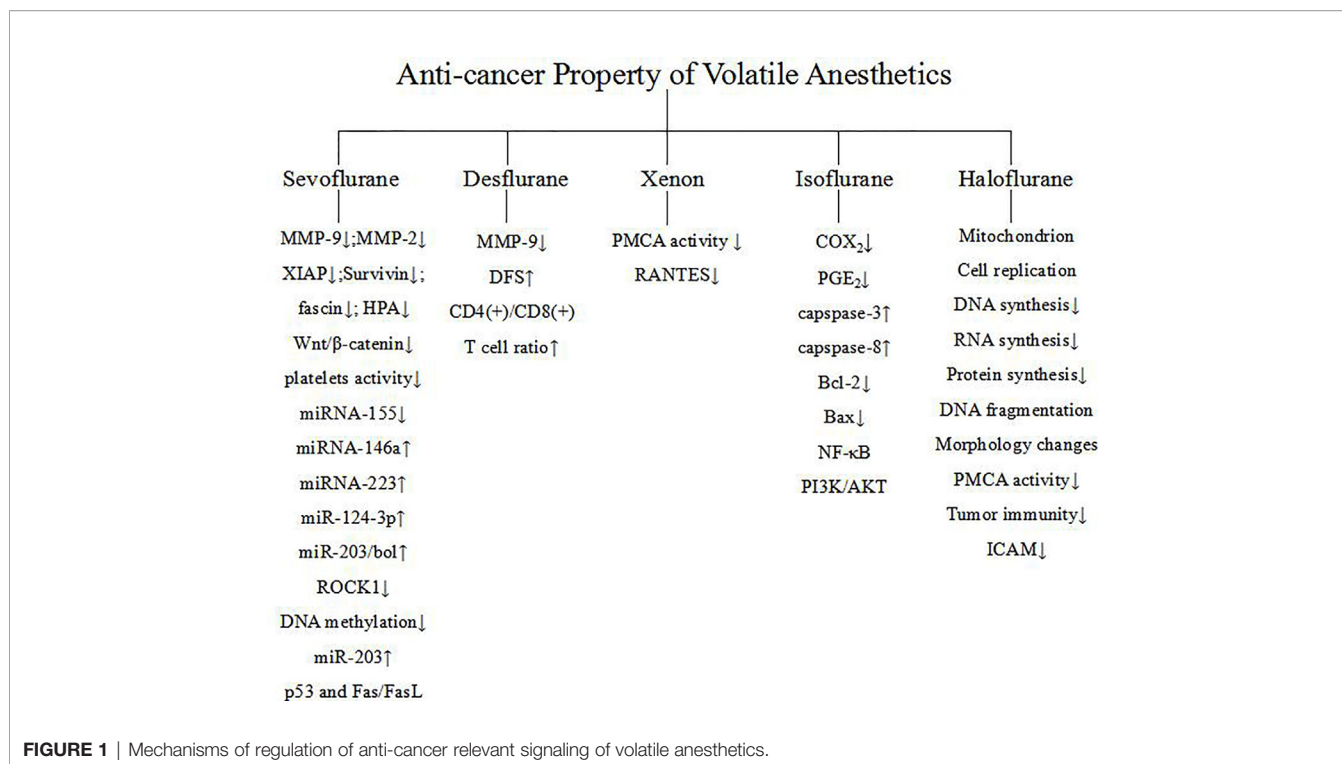 Anti-cancer Property of Volatile Anesthetics
Sevoflurane
MMP-9↓;MMP-2↓
XIAP↓;Survivin↓;
fascin↓; HPA↓
Wnt/β-catenin↓
platelets activity↓
miRNA-155↓
miRNA-146a↑
miRNA-223↑
miR-124-3p↑
miR-203/bol↑
ROCK1↓
DNA methylation↓
miR-203↑
p53 and Fas/FasL
Desflurane
MMP-9↓
DFS↑
CD4(+)/CD8(+)
T cell ratio↑
Xenon
PMCA activity ↓
RANTES↓
Isoflurane
COX₂↓
PGE₂↓
capspase-3↑
capspase-8↑
Bcl-2↓
Bax↓
NF-κB
PI3K/AKT
Haloflurane
Mitochondrion
Cell replication
DNA synthesis↓
RNA synthesis↓
Protein synthesis↓
DNA fragmentation
Morphology changes
PMCA activity↓
Tumor immunity↓
ICAM↓
FIGURE 1 | Mechanisms of regulation of anti-cancer relevant signaling of volatile anesthetics.